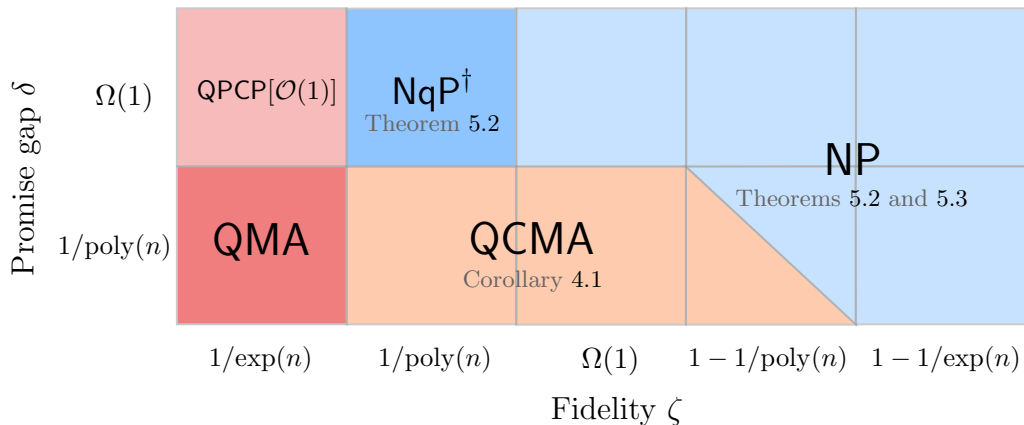 Promise gap δ
Ω(1)
1/poly(n)
QPCP[𝒪(1)]
NqP†
Theorem 5.2
NP
Theorems 5.2 and 5.3
QMA
QCMA
Corollary 4.1
1/exp(n)
1/poly(n)
Ω(1)
1 − 1/poly(n)
1 − 1/exp(n)
Fidelity ζ